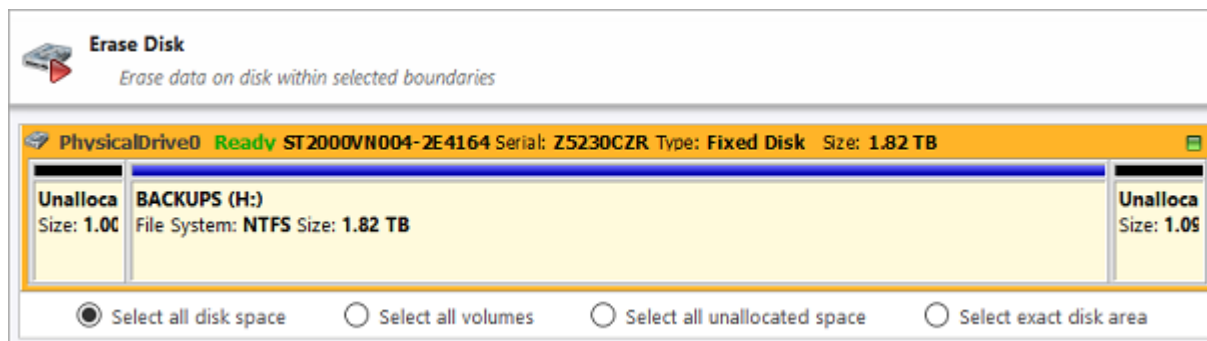 Erase Disk
Erase data on disk within selected boundaries
PhysicalDrive0 Ready ST2000VN004-2E4164 Serial: Z5230CZR Type: Fixed Disk Size: 1.82 TB
Unalloca BACKUPS (H:) Unalloca
Size: 1.00 File System: NTFS Size: 1.82 TB Size: 1.09
Select all disk space Select all volumes Select all unallocated space Select exact disk area